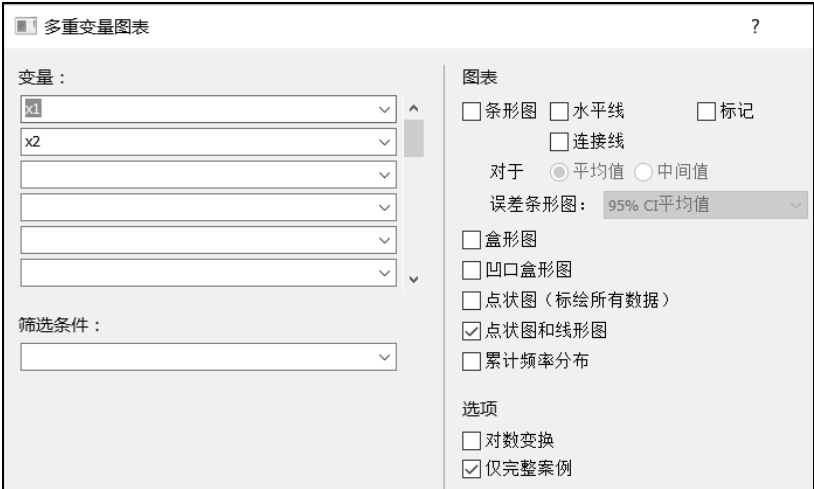 多重变量图表 ?
变量：
x1
x2
筛选条件：
图表
条形图 水平线 标记
连接线
对于 平均值 中间值
误差条形图： 95% CI平均值
盒形图
凹口盒形图
点状图（标绘所有数据）
点状图和线形图
累计频率分布
选项
对数变换
仅完整案例